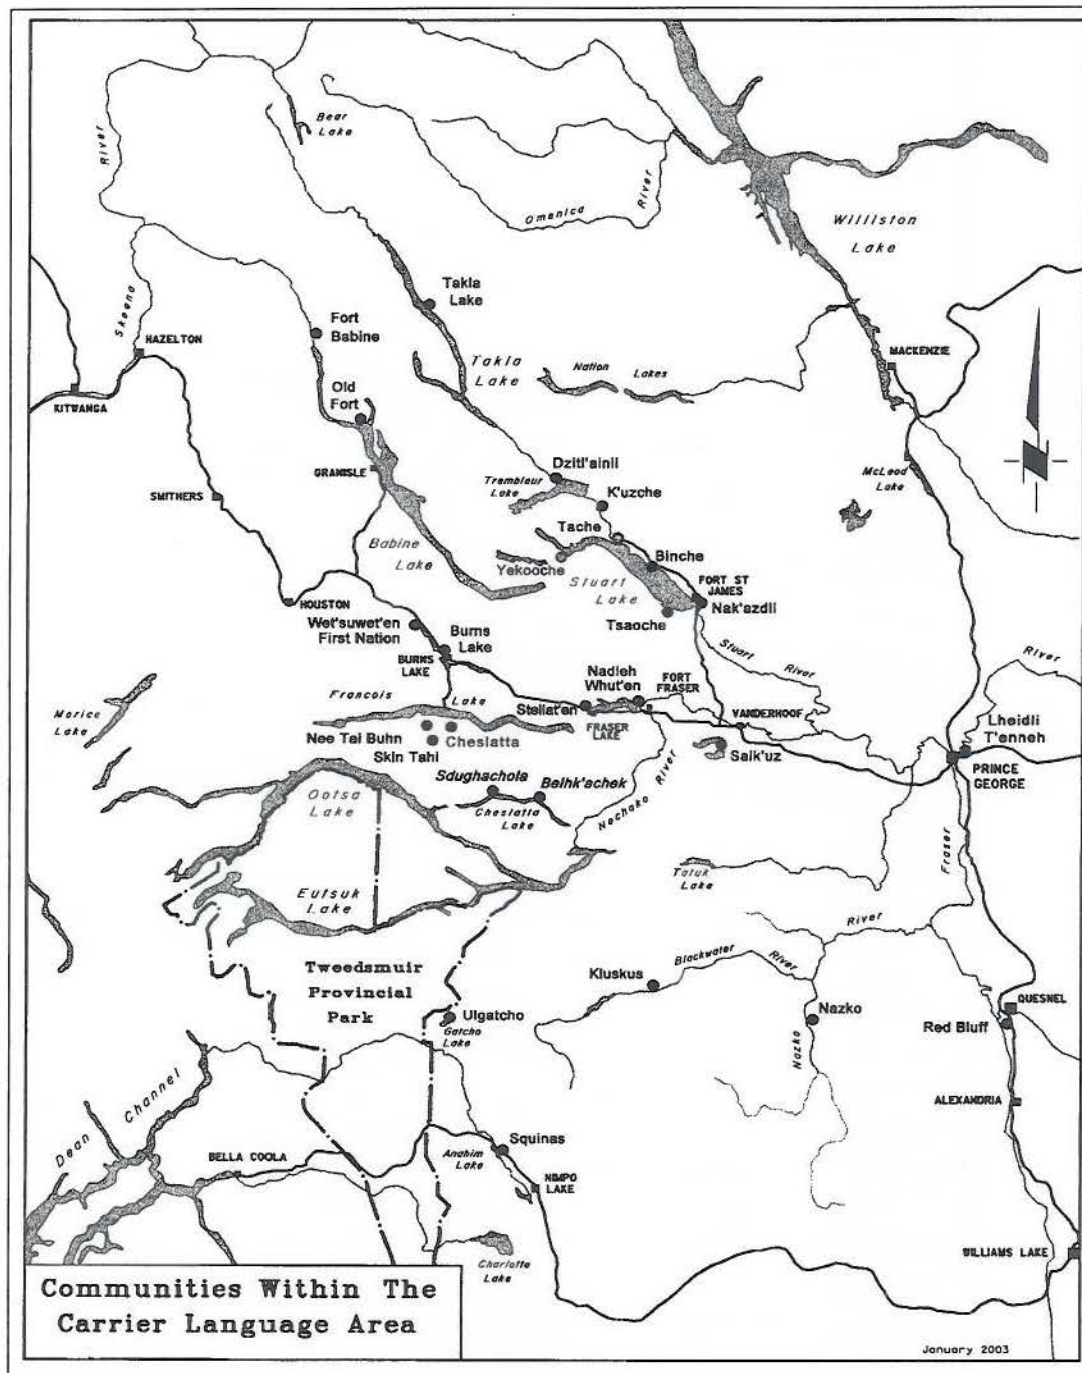 River
Bear
Lake
Omenica
River
Williston
Lake
Skeena
Takla
Lake
Fort
Babine
HAZELTON
Takla
Lake
Nation
Lakes
MACKENZIE
KITWANGA
Old
Fort
GRANISLE
SMITHERS
Dzitl'ainli
Trembleur
Lake
K'uzche
McLeod
Lake
Tache
Babine
Lake
Yekooche
Binche
Stuart
Lake
FORT ST
JAMES
Nak'azdli
Tsaoche
HOUSTON
Wet'suwet'en
First Nation
Burns
Lake
BURNS
LAKE
Stuart
River
River
Nadleh
Whut'en
FORT
FRASER
Morice
Lake
Francois
Lake
Stellat'en
FRASER
LAKE
VANDERHOOF
Lheidli
T'enneh
Nee Tai Buhn
Cheslatta
Skin Tahi
Saik'uz
PRINCE
GEORGE
Sdughachola
Belhk'achek
Ootsa
Lake
Cheslatta
Lake
Nechako
River
Fraser
Tatuk
Lake
Eutsuk
Lake
River
Blackwater
River
Tweedsmuir
Provincial
Park
Kluskus
Ulgatcho
Gatcho
Lake
Nazko
Nazko
QUESNEL
Red Bluff
Dean
Channel
ALEXANDRIA
BELLA COOLA
Squinas
Anahim
Lake
NIMPO
LAKE
Charlotte
Lake
WILLIAMS LAKE
Communities Within The
Carrier Language Area
January 2003